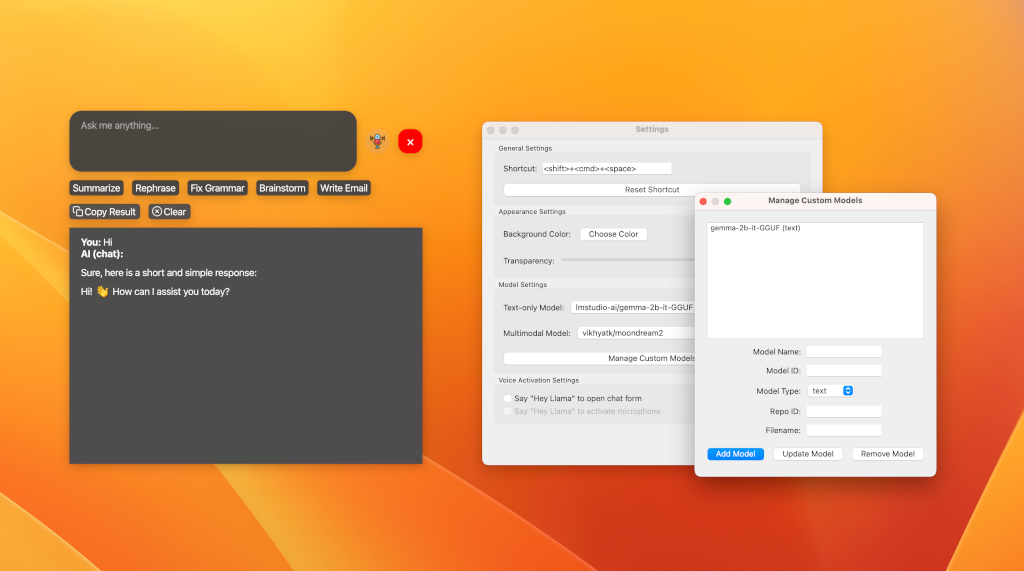 Ask me anything...
Summarize
Rephrase
Fix Grammar
Brainstorm
Write Email
Copy Result
Clear
You: Hi
AI (chat):
Sure, here is a short and simple response:
Hi! 👋 How can I assist you today?
Settings
General Settings
Shortcut: <shift>+<cmd>+<space>
Reset Shortcut
Appearance Settings
Background Color: Choose Color
Transparency:
Model Settings
Text-only Model: lmstudio-ai/gemma-2b-it-GGUF
Multimodal Model: vikhyatk/moondream2
Manage Custom Models
Voice Activation Settings
Say "Hey Llama" to open chat form
Say "Hey Llama" to activate microphone
Manage Custom Models
gemma-2b-it-GGUF (text)
Model Name:
Model ID:
Model Type: text
Repo ID:
Filename:
Add Model
Update Model
Remove Model